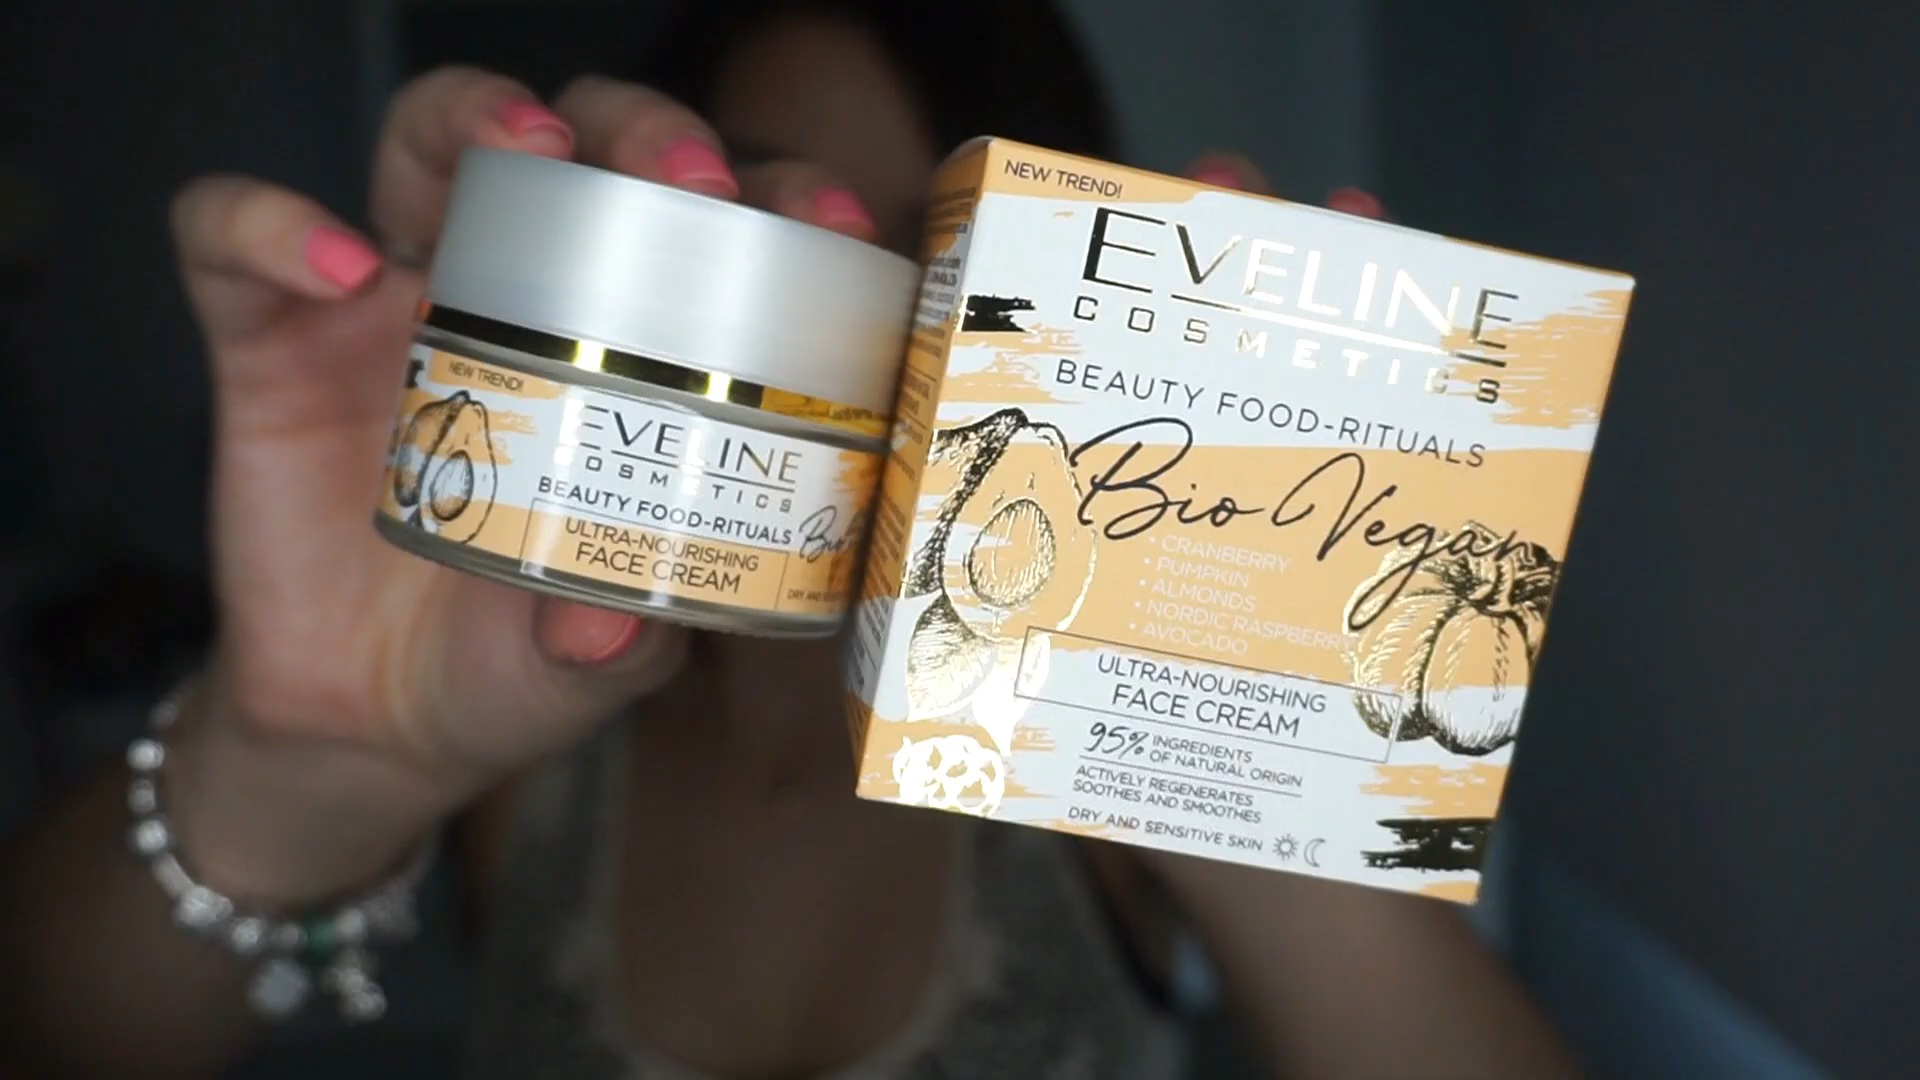 NEW TREND!
EVELINE
COSMETICS
BEAUTY FOOD-RITUALS
ULTRA-NOURISHING
FACE CREAM
NEW TREND!
EVELINE
COSMETICS
BEAUTY FOOD-RITUALS
Bio Vegan
• CRANBERRY
• PUMPKIN
• ALMONDS
• NORDIC RASPBERRY
• AVOCADO
ULTRA-NOURISHING
FACE CREAM
95% INGREDIENTS
OF NATURAL ORIGIN
ACTIVELY REGENERATES
SOOTHES AND SMOOTHES
DRY AND SENSITIVE SKIN